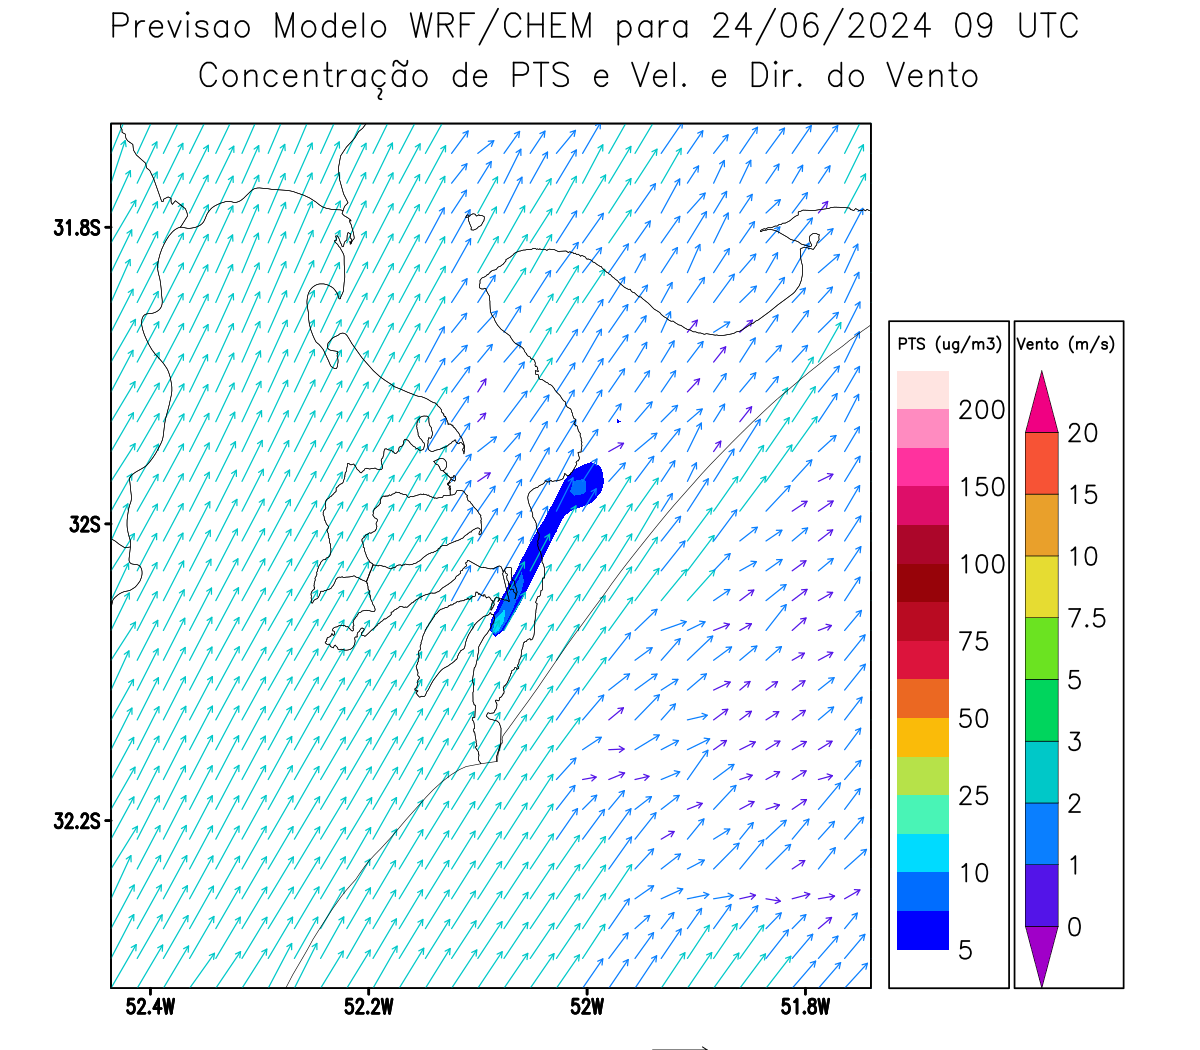 Previsao Modelo WRF/CHEM para 24/06/2024 09 UTC
Concentração de PTS e Vel. e Dir. do Vento
31.8S
32S
32.2S
52.4W
52.2W
52W
51.8W
PTS (ug/m3)
200
150
100
75
50
25
10
5
Vento (m/s)
20
15
10
7.5
5
3
2
1
0